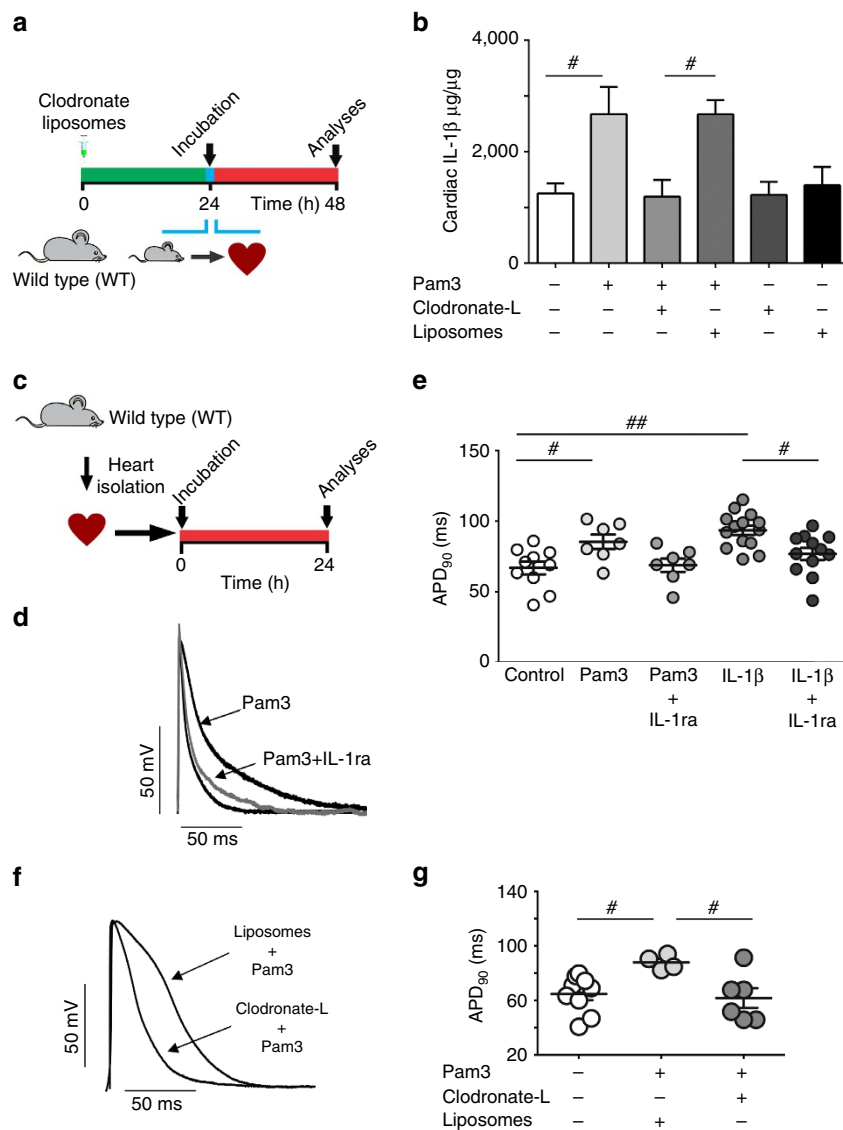 a
Clodronate
liposomes
Incubation
Analyses
0
24
Time (h) 48
Wild type (WT)
b
4,000
2,000
0
Cardiac IL-1β µg/µg
#
#
Pam3 – + + + – –
Clodronate-L – – + – + –
Liposomes – – – + – +
c
Wild type (WT)
Heart
isolation
Incubation
Analyses
0
24
Time (h)
d
Pam3
Pam3+IL-1ra
50 mV
50 ms
e
##
#
#
150
100
50
0
APD90 (ms)
Control
Pam3
Pam3
+
IL-1ra
IL-1β
IL-1β
+
IL-1ra
f
Liposomes
+
Pam3
Clodronate-L
+
Pam3
50 mV
50 ms
g
140
100
60
20
APD90 (ms)
#
#
Pam3 – + +
Clodronate-L – – +
Liposomes – + –